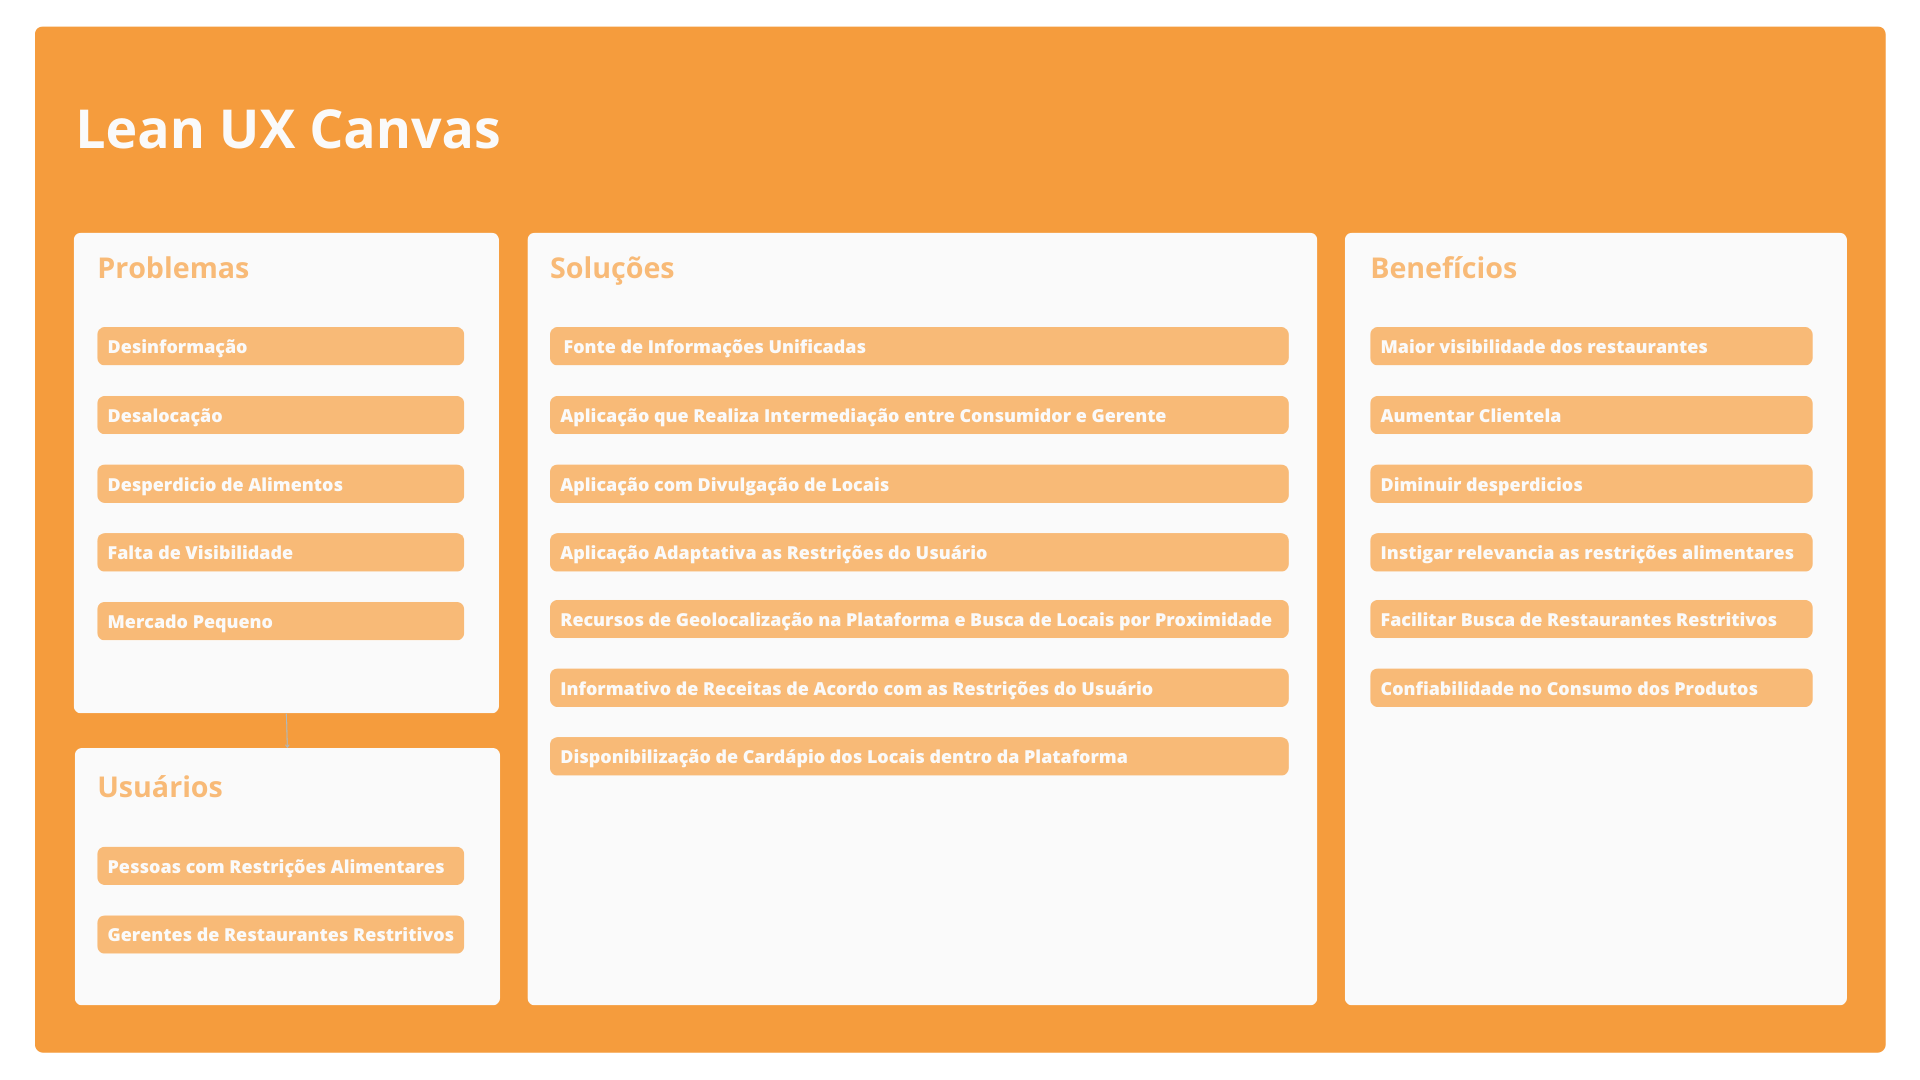 Lean UX Canvas
Problemas
Desinformação
Desalocação
Desperdicio de Alimentos
Falta de Visibilidade
Mercado Pequeno
Usuários
Pessoas com Restrições Alimentares
Gerentes de Restaurantes Restritivos
Soluções
Fonte de Informações Unificadas
Aplicação que Realiza Intermediação entre Consumidor e Gerente
Aplicação com Divulgação de Locais
Aplicação Adaptativa as Restrições do Usuário
Recursos de Geolocalização na Plataforma e Busca de Locais por Proximidade
Informativo de Receitas de Acordo com as Restrições do Usuário
Disponibilização de Cardápio dos Locais dentro da Plataforma
Benefícios
Maior visibilidade dos restaurantes
Aumentar Clientela
Diminuir desperdicios
Instigar relevancia as restrições alimentares
Facilitar Busca de Restaurantes Restritivos
Confiabilidade no Consumo dos Produtos